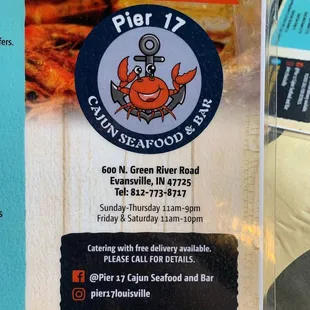 fers.
Pier 17
CAJUN SEAFOOD & BAR
600 N. Green River Road
Evansville, IN 47725
Tel: 812-773-8717
Sunday-Thursday 11am-9pm
Friday & Saturday 11am-10pm
Catering with free delivery available.
PLEASE CALL FOR DETAILS.
@Pier 17 Cajun Seafood and Bar
pier17louisville